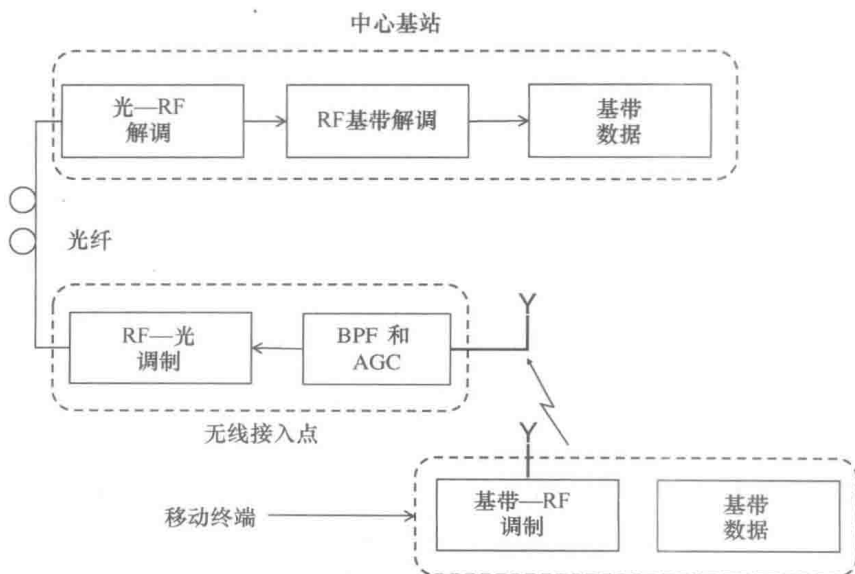 中心基站
光—RF
解调
RF基带解调
基带
数据
光纤
RF—光
调制
BPF 和
AGC
无线接入点
基带—RF
调制
基带
数据
移动终端